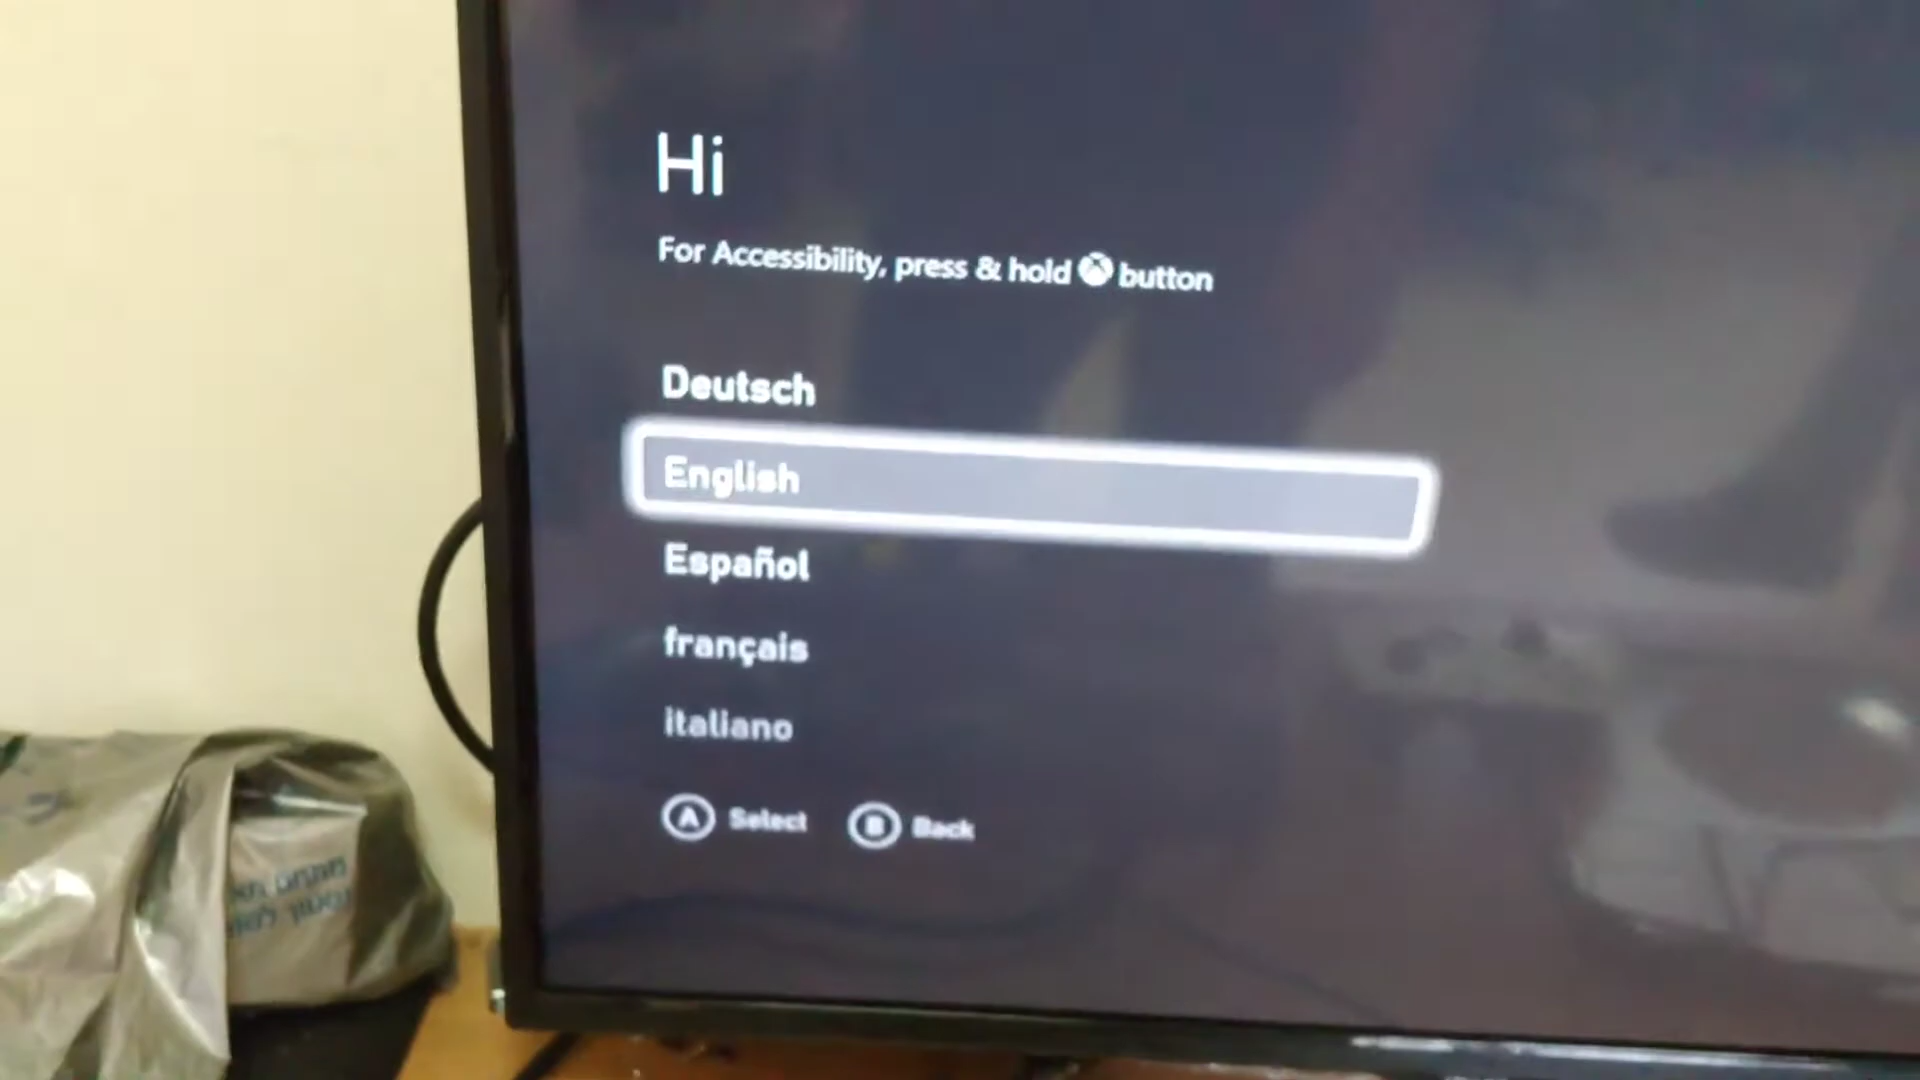 Hi
For Accessibility, press & hold button
Deutsch
English
Español
français
italiano
A Select B Back